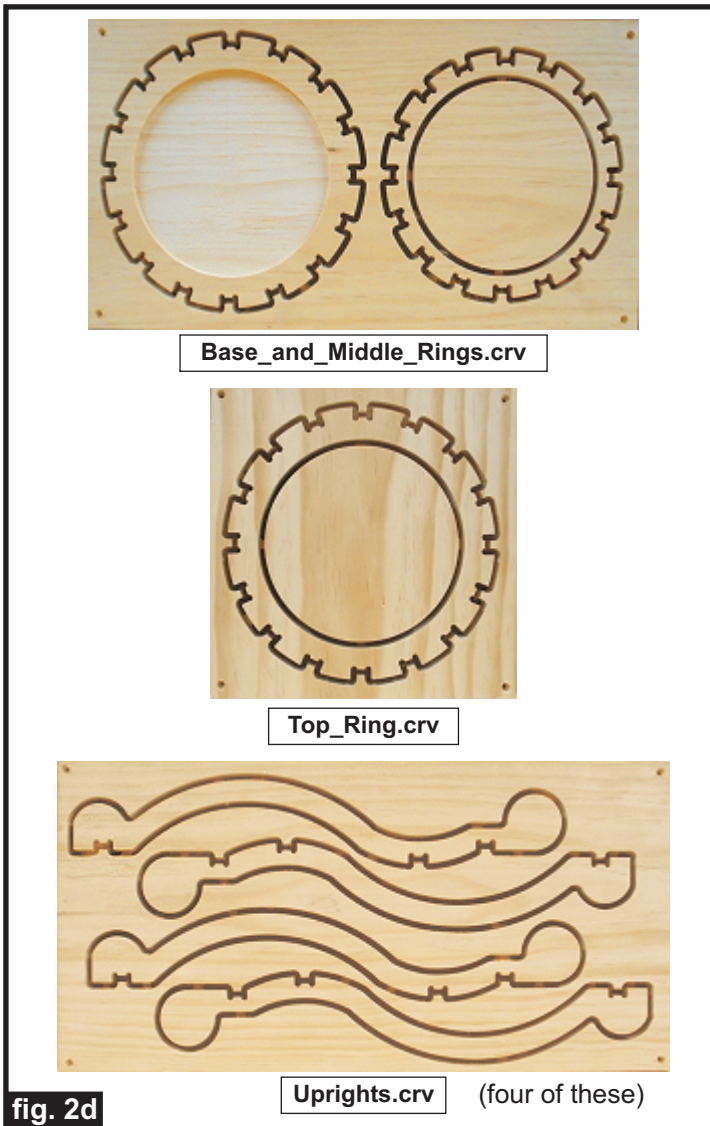 Base_and_Middle_Rings.crv
Top_Ring.crv
Uprights.crv (four of these)
fig. 2d